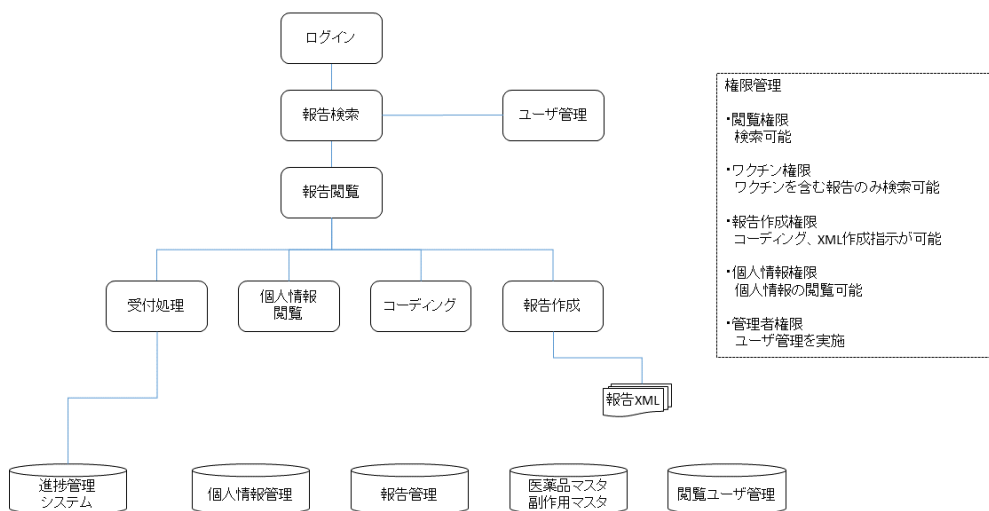 ログイン
報告検索
ユーザ管理
報告閲覧
受付処理
個人情報
閲覧
コーディング
報告作成
報告XML
進捗管理
システム
個人情報管理
報告管理
医薬品マスタ
副作用マスタ
閲覧ユーザ管理
権限管理
・閲覧権限
検索可能
・ワクチン権限
ワクチンを含む報告のみ検索可能
・報告作成権限
コーディング、XML作成指示が可能
・個人情報権限
個人情報の閲覧可能
・管理者権限
ユーザ管理を実施